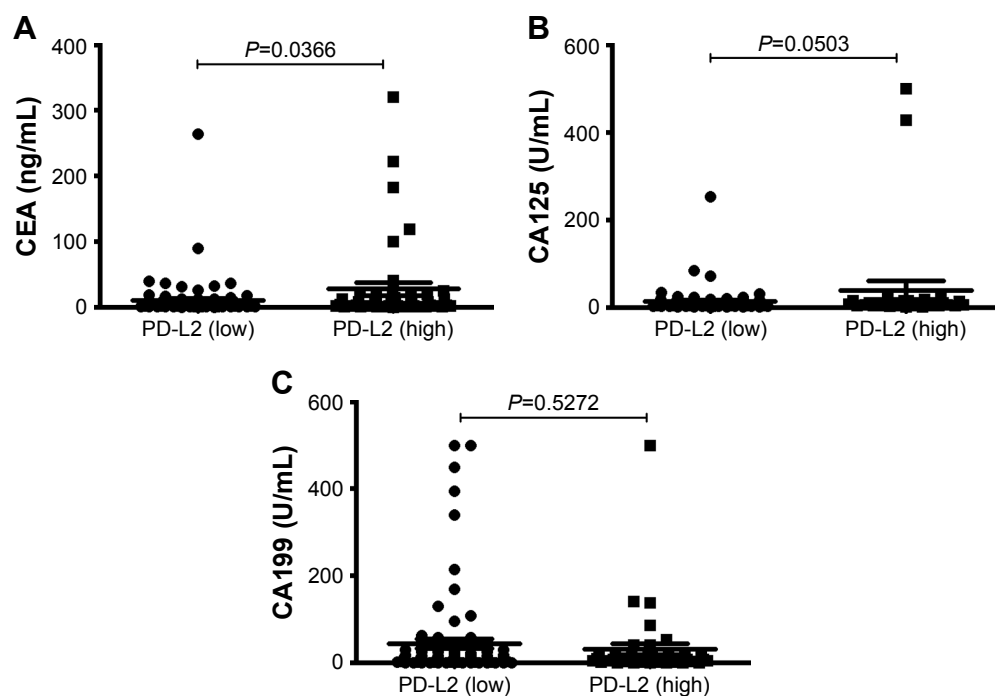 A
CEA (ng/mL)
400
300
200
100
0
P=0.0366
PD-L2 (low)
PD-L2 (high)
B
CA125 (U/mL)
600
400
200
0
P=0.0503
PD-L2 (low)
PD-L2 (high)
C
CA199 (U/mL)
600
400
200
0
P=0.5272
PD-L2 (low)
PD-L2 (high)